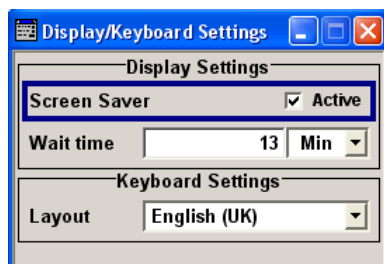 Display/Keyboard Settings
Display Settings
Screen Saver Active
Wait time 13 Min
Keyboard Settings
Layout English (UK)